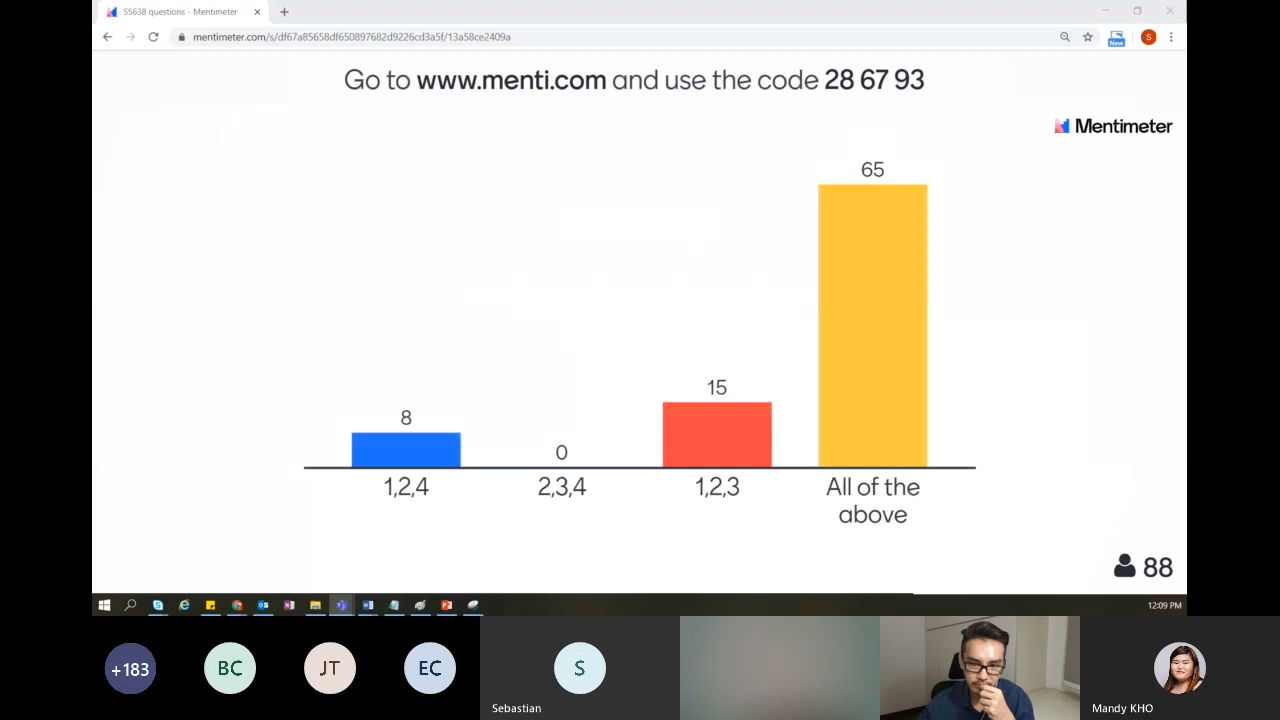 SS638 questions - Mentimeter
mentimeter.com/s/df67a85658df650897682d9226cd3a5f/13a58ce2409a
New
S
Go to www.menti.com and use the code 28 67 93
Mentimeter
65
15
8
0
1,2,4
2,3,4
1,2,3
All of the
above
88
12:09 PM
+183
BC
JT
EC
S
Sebastian
Mandy KHO